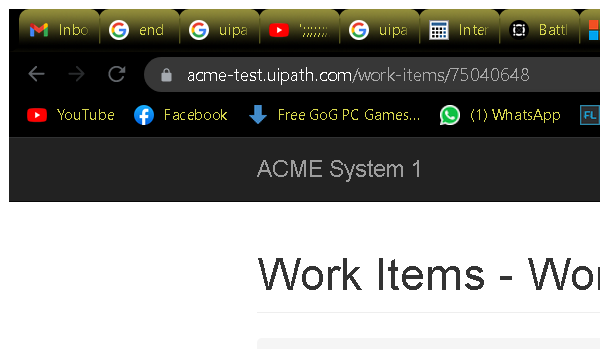 Inbo end uipa ';;;;;; uipa Inter Battl
acme-test.uipath.com/work-items/75040648
YouTube Facebook Free GoG PC Games... (1) WhatsApp FL
ACME System 1
Work Items - Wor